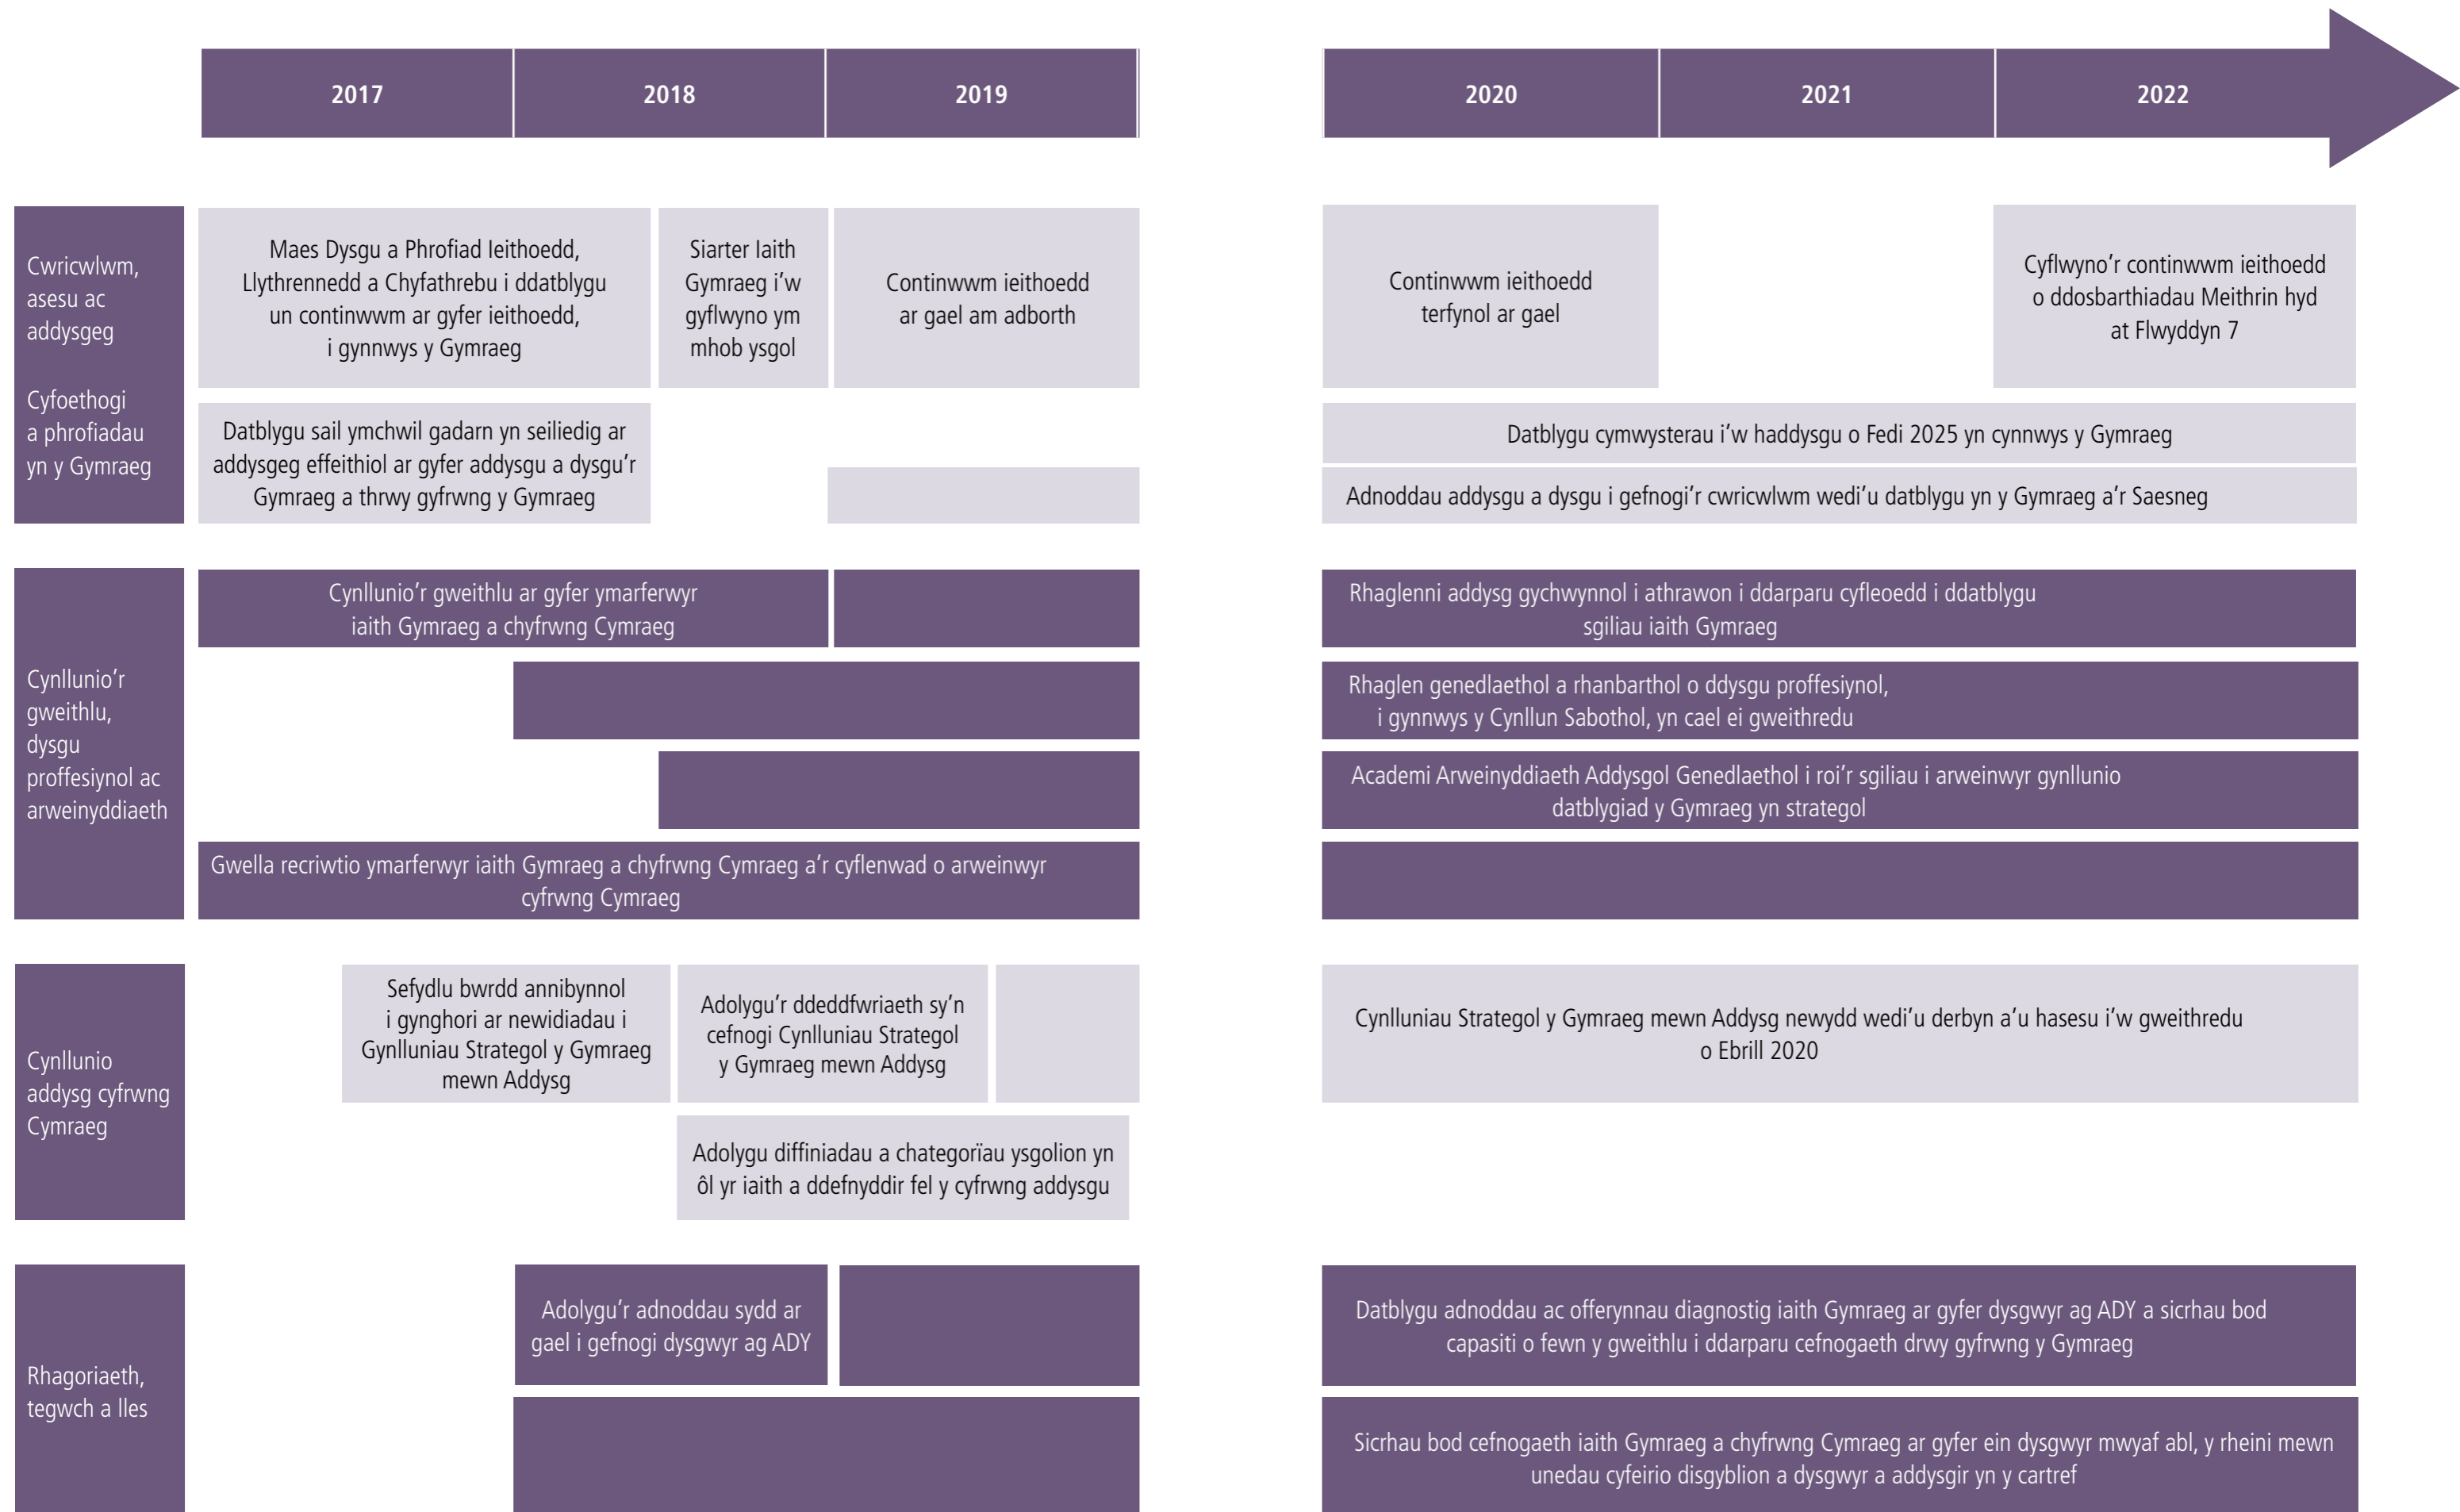 2017
2018
2019
2020
2021
2022
Cwricwlwm,
asesu ac
addysgeg
Cyfoethogi
a phrofiadau
yn y Gymraeg
Maes Dysgu a Phrofiad Ieithoedd,
Llythrennedd a Chyfathrebu i ddatblygu
un continwwm ar gyfer ieithoedd,
i gynnwys y Gymraeg
Siarter Iaith
Gymraeg i’w
gyflwyno ym
mhob ysgol
Continwwm ieithoedd
ar gael am adborth
Continwwm ieithoedd
terfynol ar gael
Cyflwyno’r continwwm ieithoedd
o ddosbarthiadau Meithrin hyd
at Flwyddyn 7
Datblygu sail ymchwil gadarn yn seiliedig ar
addysgeg effeithiol ar gyfer addysgu a dysgu’r
Gymraeg a thrwy gyfrwng y Gymraeg
Datblygu cymwysterau i’w haddysgu o Fedi 2025 yn cynnwys y Gymraeg
Adnoddau addysgu a dysgu i gefnogi’r cwricwlwm wedi’u datblygu yn y Gymraeg a’r Saesneg
Cynllunio’r
gweithlu,
dysgu
proffesiynol ac
arweinyddiaeth
Cynllunio’r gweithlu ar gyfer ymarferwyr
iaith Gymraeg a chyfrwng Cymraeg
Rhaglenni addysg gychwynnol i athrawon i ddarparu cyfleoedd i ddatblygu
sgiliau iaith Gymraeg
Rhaglen genedlaethol a rhanbarthol o ddysgu proffesiynol,
i gynnwys y Cynllun Sabothol, yn cael ei gweithredu
Academi Arweinyddiaeth Addysgol Genedlaethol i roi’r sgiliau i arweinwyr gynllunio
datblygiad y Gymraeg yn strategol
Gwella recriwtio ymarferwyr iaith Gymraeg a chyfrwng Cymraeg a’r cyflenwad o arweinwyr
cyfrwng Cymraeg
Cynllunio
addysg cyfrwng
Cymraeg
Sefydlu bwrdd annibynnol
i gynghori ar newidiadau i
Gynlluniau Strategol y Gymraeg
mewn Addysg
Adolygu’r ddeddfwriaeth sy’n
cefnogi Cynlluniau Strategol
y Gymraeg mewn Addysg
Cynlluniau Strategol y Gymraeg mewn Addysg newydd wedi’u derbyn a’u hasesu i’w gweithredu
o Ebrill 2020
Adolygu diffiniadau a chategorïau ysgolion yn
ôl yr iaith a ddefnyddir fel y cyfrwng addysgu
Rhagoriaeth,
tegwch a lles
Adolygu’r adnoddau sydd ar
gael i gefnogi dysgwyr ag ADY
Datblygu adnoddau ac offerynnau diagnostig iaith Gymraeg ar gyfer dysgwyr ag ADY a sicrhau bod
capasiti o fewn y gweithlu i ddarparu cefnogaeth drwy gyfrwng y Gymraeg
Sicrhau bod cefnogaeth iaith Gymraeg a chyfrwng Cymraeg ar gyfer ein dysgwyr mwyaf abl, y rheini mewn
unedau cyfeirio disgyblion a dysgwyr a addysgir yn y cartref